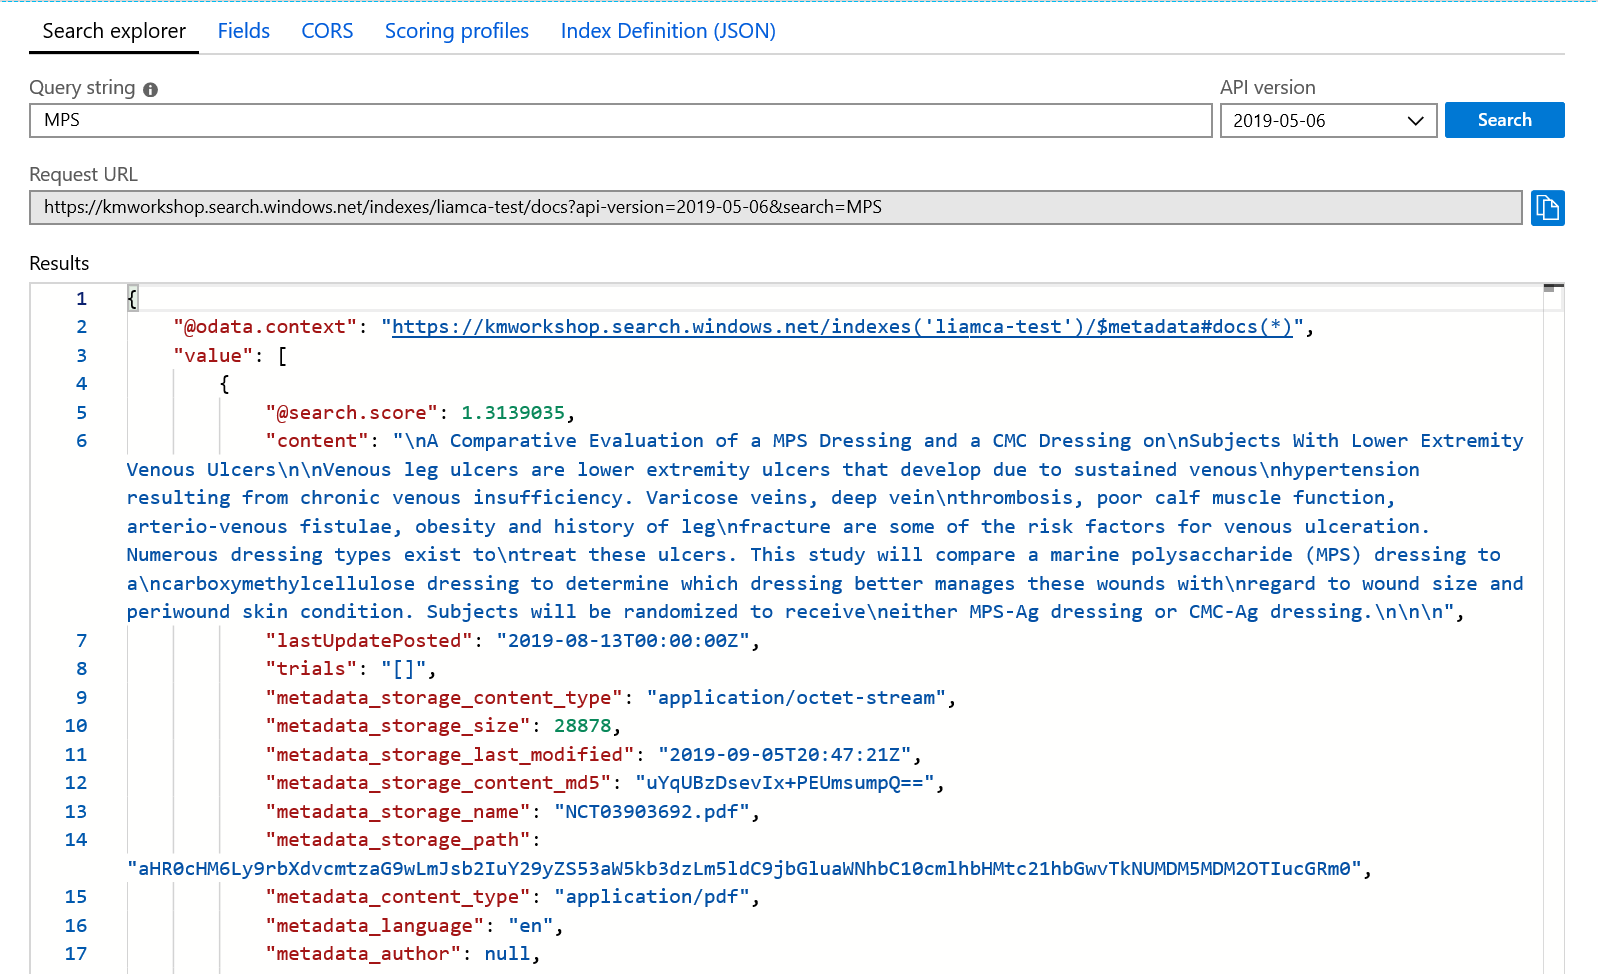 Search explorer Fields CORS Scoring profiles Index Definition (JSON)
Query string API version
MPS 2019-05-06 Search
Request URL
https://kmworkshop.search.windows.net/indexes/liamca-test/docs?api-version=2019-05-06&search=MPS
Results
1 {
2 "@odata.context": "https://kmworkshop.search.windows.net/indexes('liamca-test')/$metadata#docs(*)",
3 "value": [
4 {
5 "@search.score": 1.3139035,
6 "content": "\nA Comparative Evaluation of a MPS Dressing and a CMC Dressing on\nSubjects With Lower Extremity
Venous Ulcers\n\nVenous leg ulcers are lower extremity ulcers that develop due to sustained venous\nhypertension
resulting from chronic venous insufficiency. Varicose veins, deep vein\nthrombosis, poor calf muscle function,
arterio-venous fistulae, obesity and history of leg\nfracture are some of the risk factors for venous ulceration.
Numerous dressing types exist to\ntreat these ulcers. This study will compare a marine polysaccharide (MPS) dressing to
a\ncarboxymethylcellulose dressing to determine which dressing better manages these wounds with\nregard to wound size and
periwound skin condition. Subjects will be randomized to receive\neither MPS-Ag dressing or CMC-Ag dressing.\n\n\n",
7 "lastUpdatePosted": "2019-08-13T00:00:00Z",
8 "trials": "[]",
9 "metadata_storage_content_type": "application/octet-stream",
10 "metadata_storage_size": 28878,
11 "metadata_storage_last_modified": "2019-09-05T20:47:21Z",
12 "metadata_storage_content_md5": "uYqUBzDsevIx+PEUmsumpQ==",
13 "metadata_storage_name": "NCT03903692.pdf",
14 "metadata_storage_path":
"aHR0cHM6Ly9rbXdvcmtzaG9wLmJsb2IuY29yZS53aW5kb3dzLm5ldC9jbGluaWNhbC10cmlhbHMtc21hbGwvTkNUMDM5MDM2OTIucGRm0",
15 "metadata_content_type": "application/pdf",
16 "metadata_language": "en",
17 "metadata_author": null,